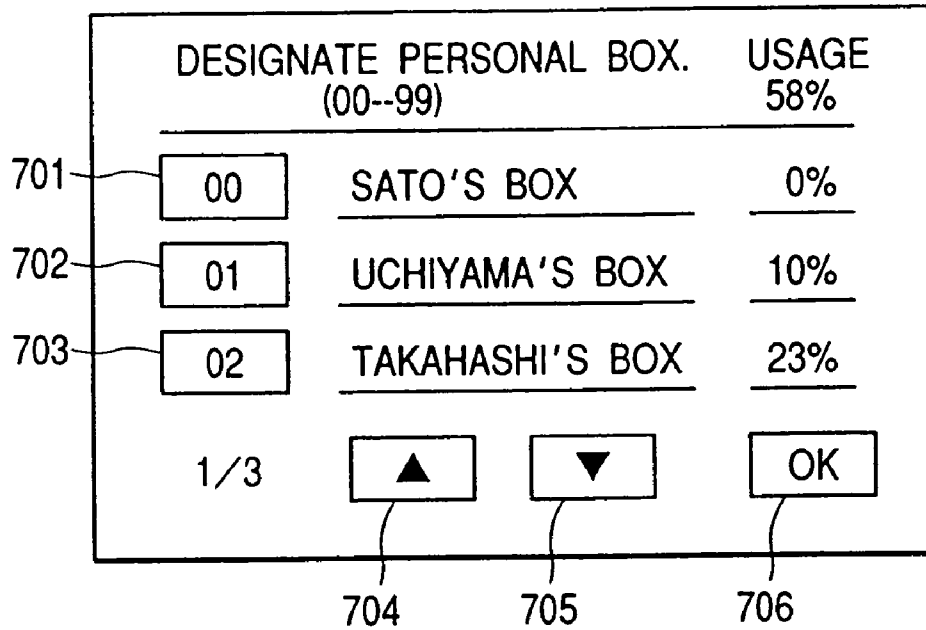 DESIGNATE PERSONAL BOX. USAGE
(00--99) 58%
701 00 SATO'S BOX 0%
702 01 UCHIYAMA'S BOX 10%
703 02 TAKAHASHI'S BOX 23%
1/3 ▲ ▼ OK
704 705 706